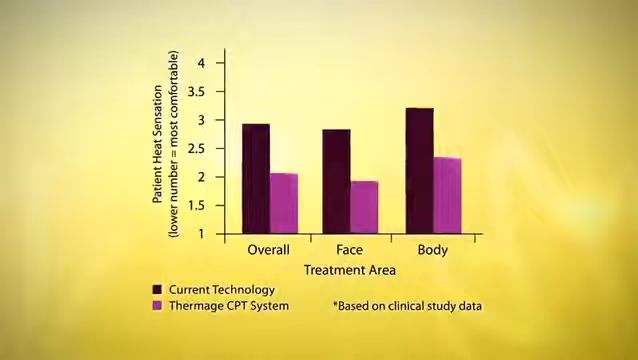 Patient Heat Sensation
(lower number = most comfortable)
4
3.5
3
2.5
2
1.5
1
Overall
Face
Body
Treatment Area
Current Technology
Thermage CPT System
*Based on clinical study data